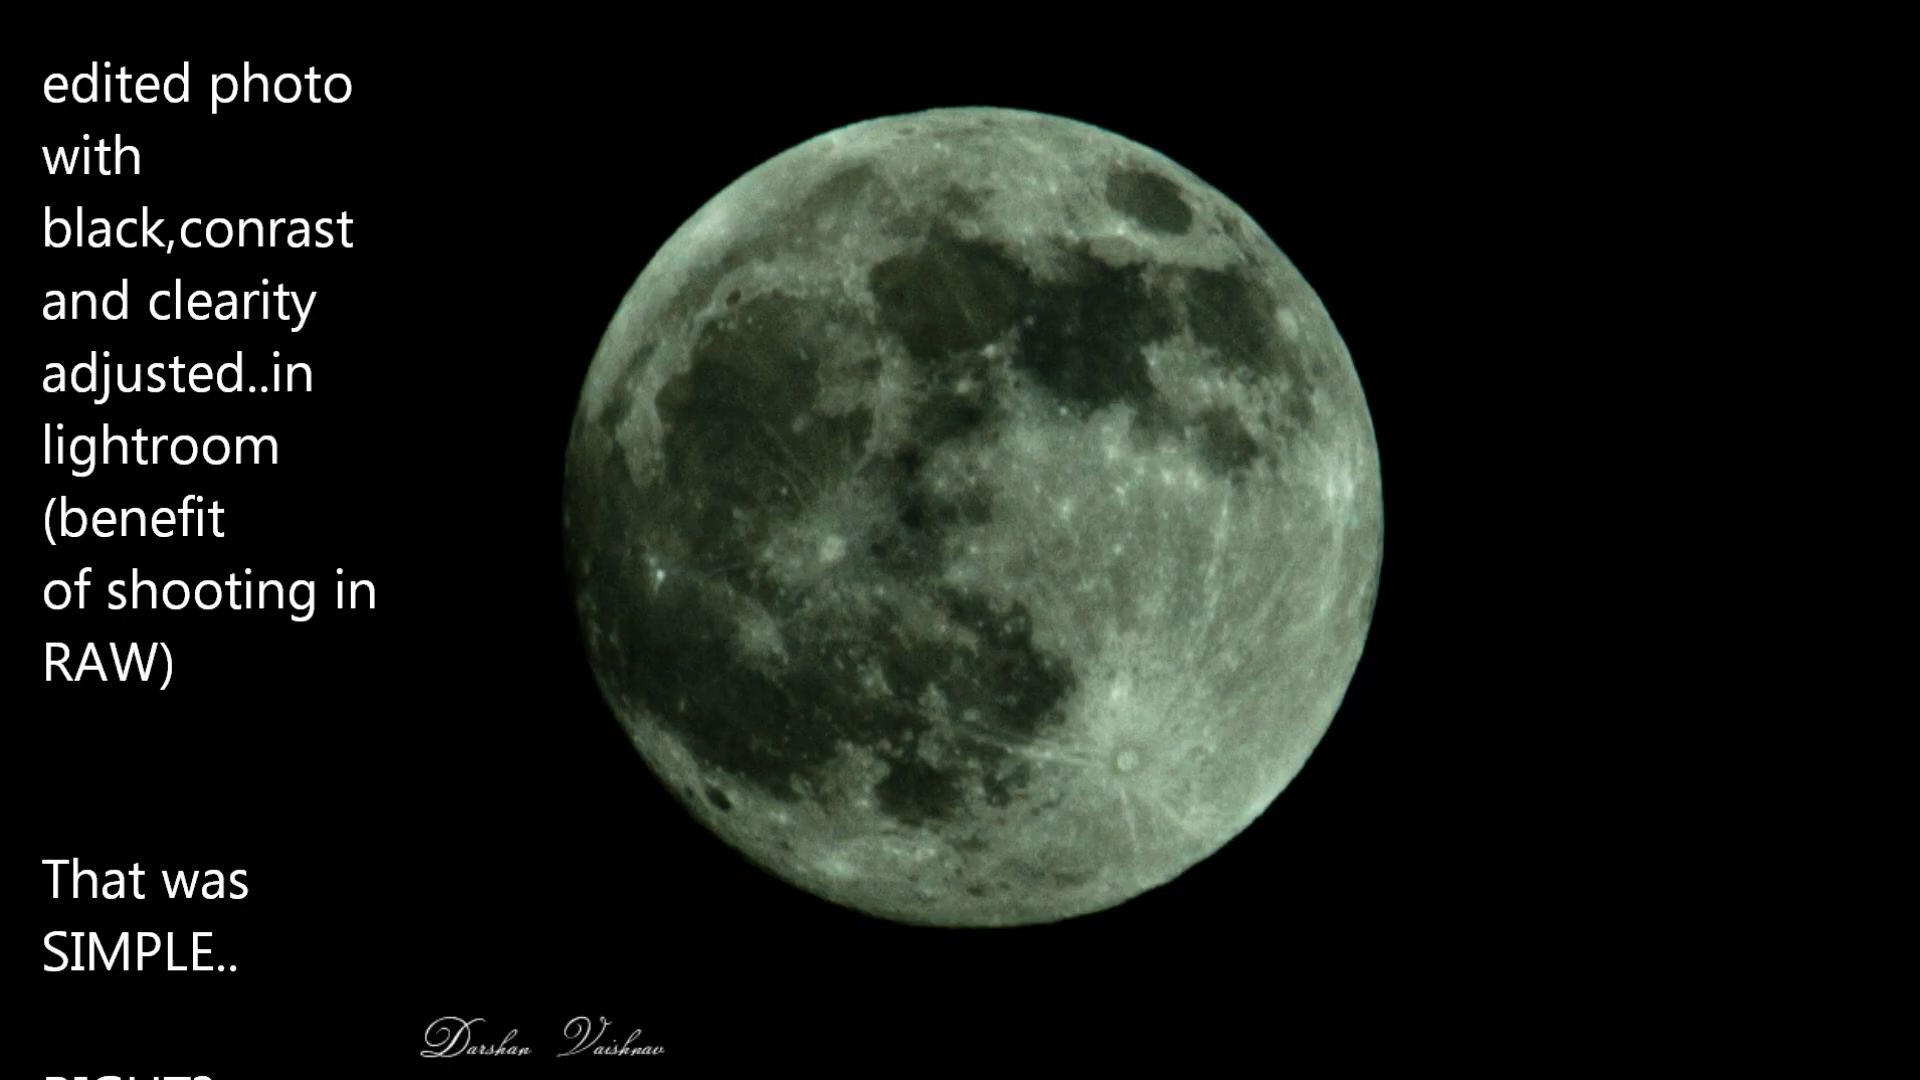 edited photo
with
black,conrast
and clearity
adjusted..in
lightroom
(benefit
of shooting in
RAW)
That was
SIMPLE..
Darshan Vaishnav
RIGHT?